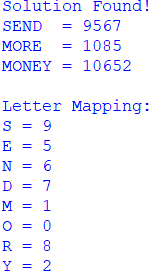 Solution Found!
SEND  = 9567
MORE  = 1085
MONEY = 10652

Letter Mapping:
S = 9
E = 5
N = 6
D = 7
M = 1
O = 0
R = 8
Y = 2